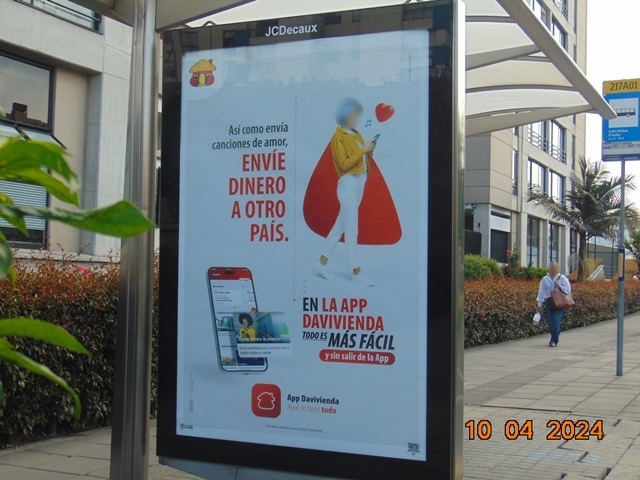 JCDecaux
Así como envía
canciones de amor,
ENVÍE
DINERO
A OTRO
PAÍS.
EN LA APP
DAVIVIENDA
TODO ES MÁS FÁCIL
y sin salir de la App
App Davivienda
Aquí, lo tiene todo
217A01
10 04 2024